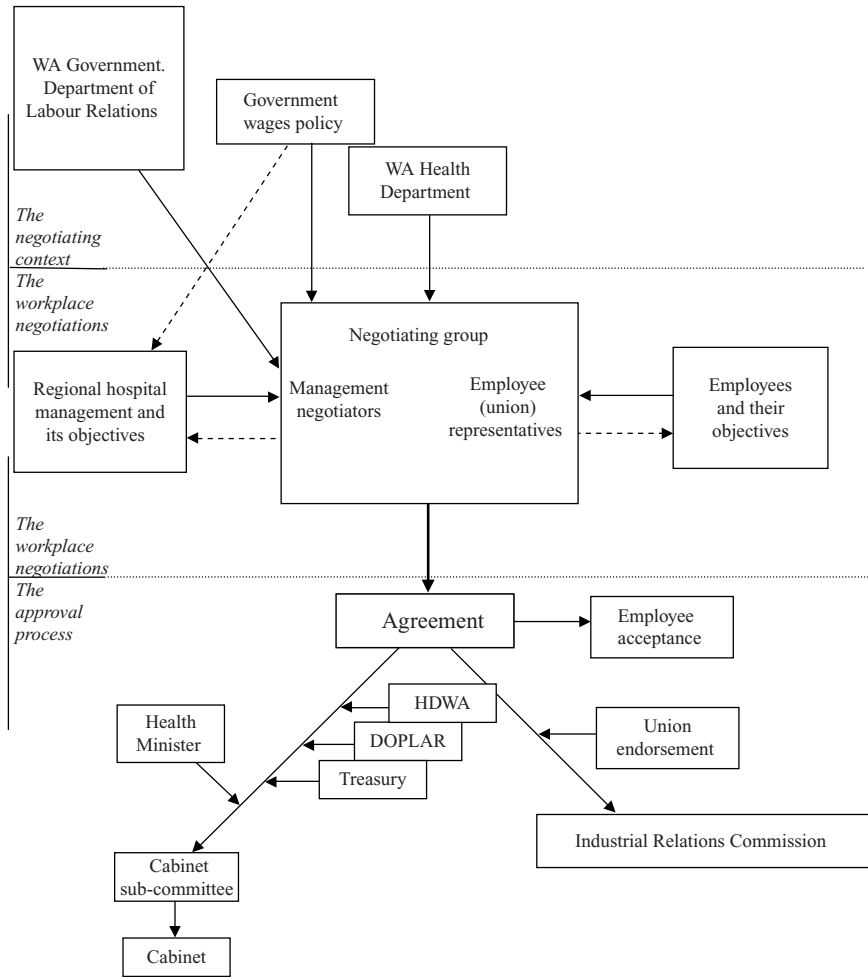 WA Government.
Department of
Labour Relations
Government
wages policy
WA Health
Department
The
negotiating
context
The
workplace
negotiations
Negotiating group
Regional hospital
management and
its objectives
Management
negotiators
Employee
(union)
representatives
Employees
and their
objectives
The
workplace
negotiations
The
approval
process
Agreement
Employee
acceptance
HDWA
Health
Minister
DOPLAR
Union
endorsement
Treasury
Industrial Relations Commission
Cabinet
sub-committee
Cabinet